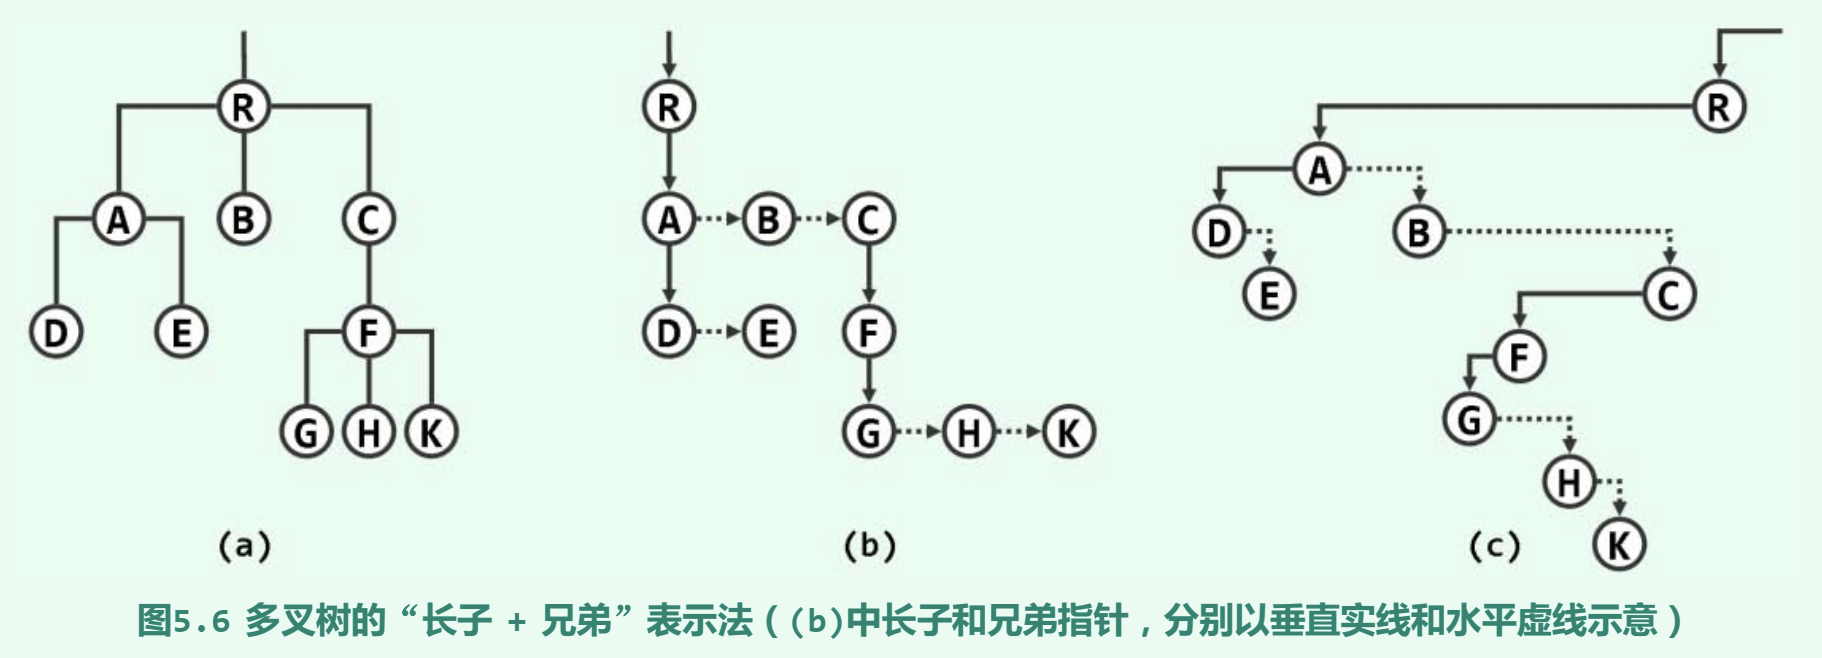 R
A B C
D E F
G H K
(a)
R
A B C
D E F
G H K
(b)
R
A
D B
E C
F
G
H
K
(c)
图5.6 多叉树的“长子 + 兄弟”表示法（(b)中长子和兄弟指针，分别以垂直实线和水平虚线示意）